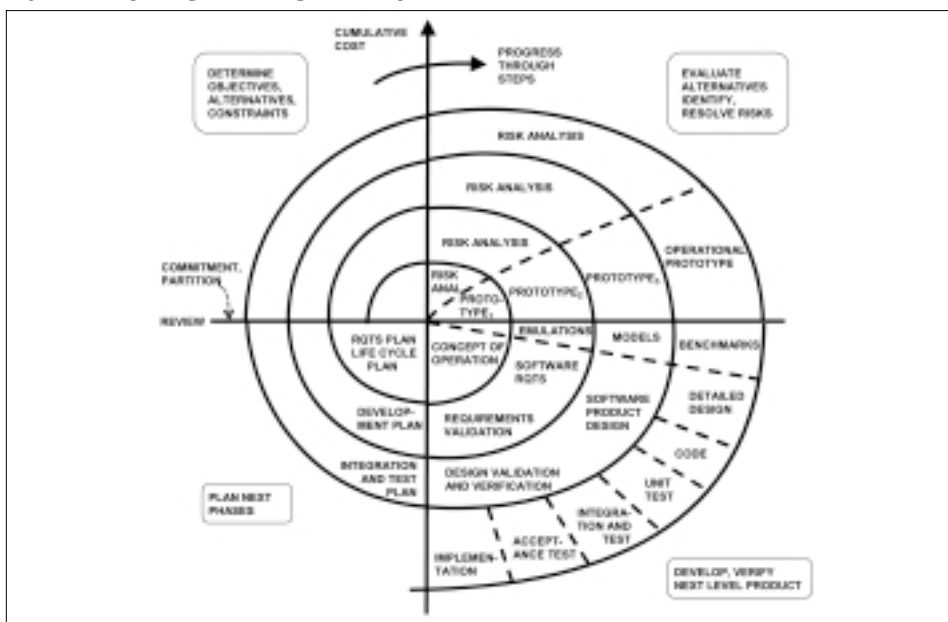 CUMULATIVE
COST
PROGRESS
THROUGH
STEPS
DETERMINE
OBJECTIVES,
ALTERNATIVES,
CONSTRAINTS
EVALUATE
ALTERNATIVES
IDENTIFY,
RESOLVE RISKS
RISK ANALYSIS
RISK ANALYSIS
RISK ANALYSIS
RISK
ANAL.
COMMITMENT,
PARTITION
REVIEW
PROTO-
TYPE1
PROTOTYPE2
PROTOTYPE3
OPERATIONAL
PROTOTYPE
EMULATIONS
MODELS
BENCHMARKS
RQTS PLAN
LIFE CYCLE
PLAN
CONCEPT OF
OPERATION
SOFTWARE
RQTS
SOFTWARE
PRODUCT
DESIGN
DETAILED
DESIGN
DEVELOP-
MENT PLAN
REQUIREMENTS
VALIDATION
CODE
INTEGRATION
AND TEST
PLAN
DESIGN VALIDATION
AND VERIFICATION
UNIT
TEST
INTEGRA-
TION AND
TEST
ACCEPT-
ANCE TEST
IMPLEMEN-
TATION
PLAN NEXT
PHASES
DEVELOP, VERIFY
NEXT LEVEL PRODUCT